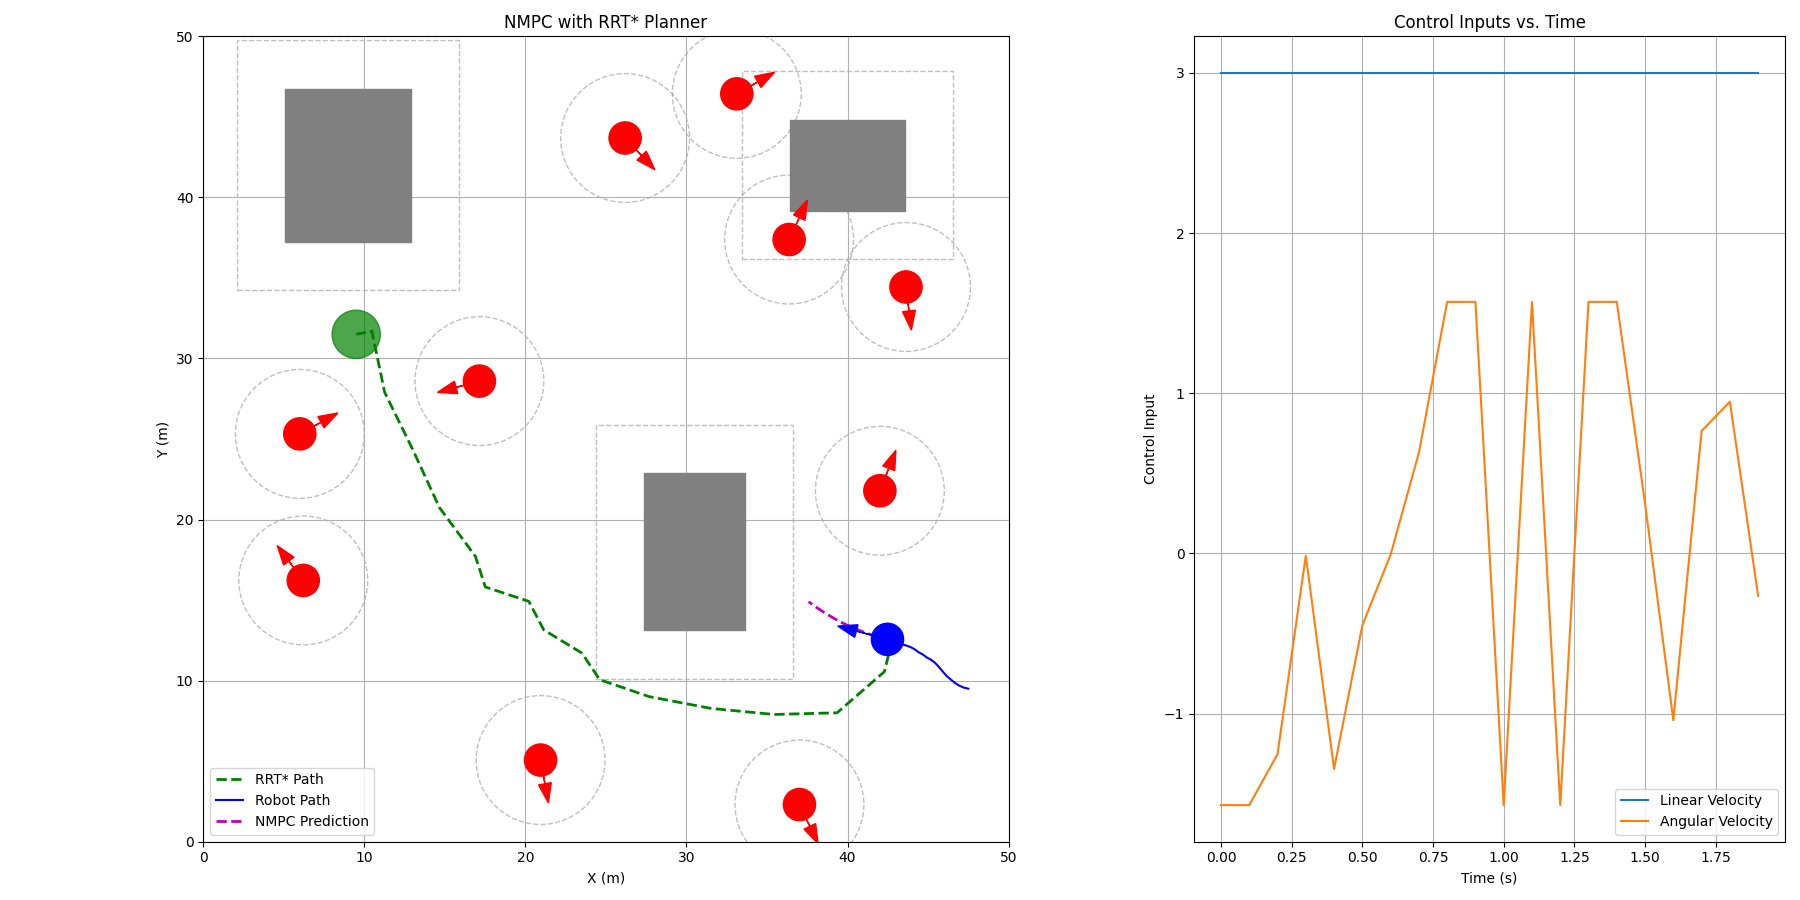 NMPC with RRT* Planner
50
40
30
20
10
0
Y (m)
RRT* Path
Robot Path
NMPC Prediction
0 10 20 30 40 50
X (m)
Control Inputs vs. Time
3
2
1
0
−1
Control Input
Linear Velocity
Angular Velocity
0.00 0.25 0.50 0.75 1.00 1.25 1.50 1.75
Time (s)